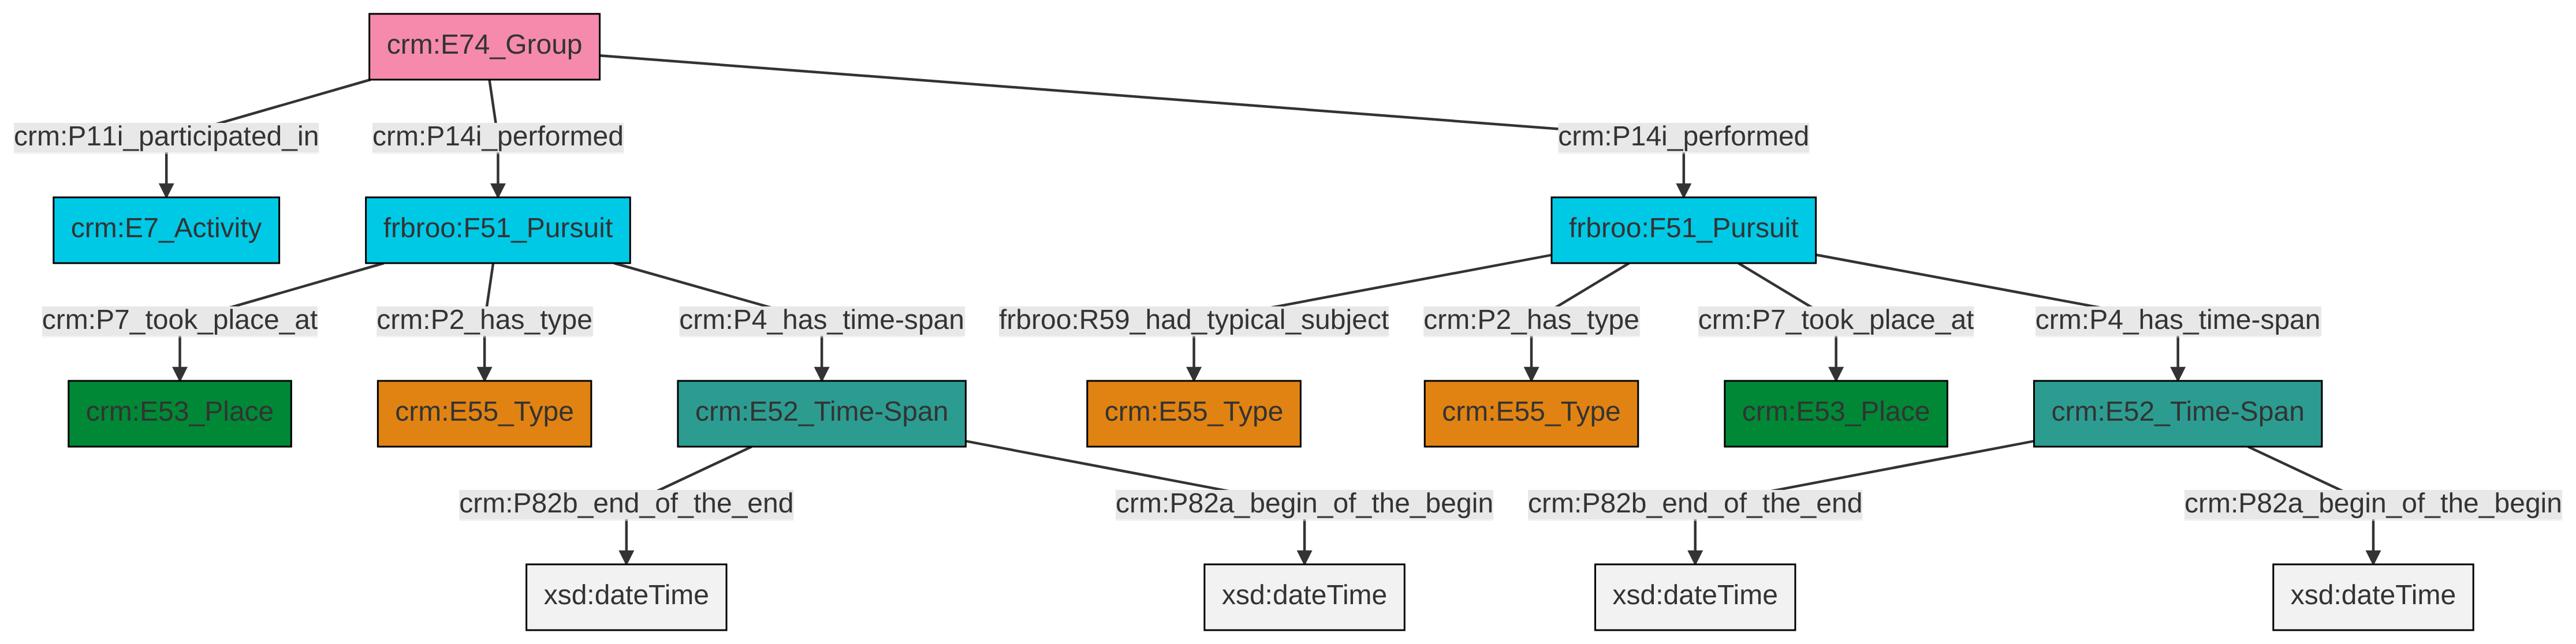 crm:E74_Group
crm:P11i_participated_in
crm:P14i_performed
crm:P14i_performed
crm:E7_Activity
frbroo:F51_Pursuit
frbroo:F51_Pursuit
crm:P7_took_place_at
crm:P2_has_type
crm:P4_has_time-span
frbroo:R59_had_typical_subject
crm:P2_has_type
crm:P7_took_place_at
crm:P4_has_time-span
crm:E53_Place
crm:E55_Type
crm:E52_Time-Span
crm:E55_Type
crm:E55_Type
crm:E53_Place
crm:E52_Time-Span
crm:P82b_end_of_the_end
crm:P82a_begin_of_the_begin
crm:P82b_end_of_the_end
crm:P82a_begin_of_the_begin
xsd:dateTime
xsd:dateTime
xsd:dateTime
xsd:dateTime